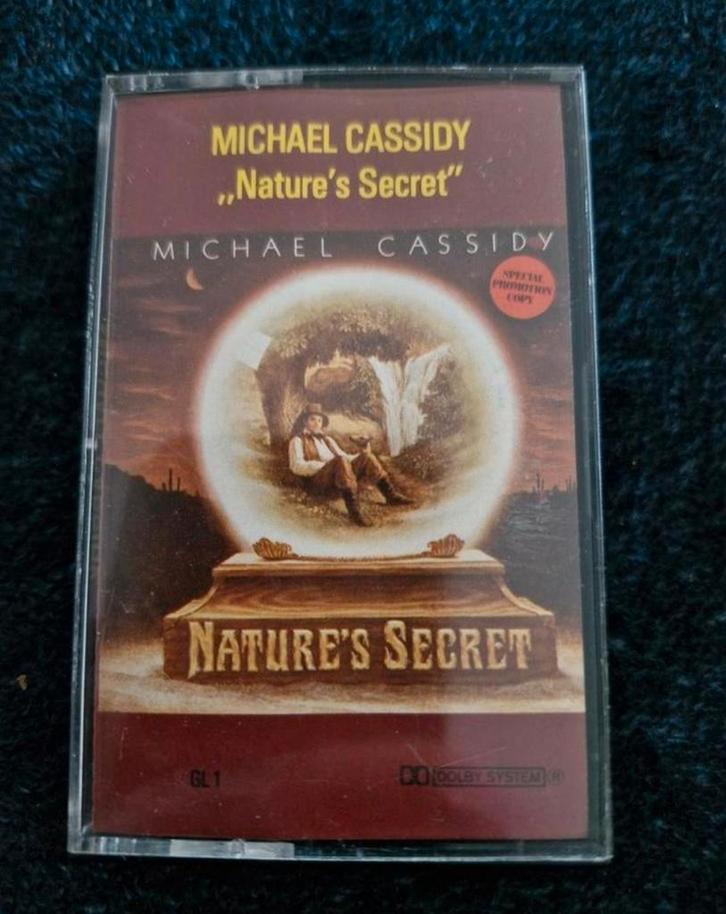 MICHAEL CASSIDY
„Nature's Secret”
MICHAEL CASSIDY
SPECIAL
PROMOTION
COPY
NATURE'S SECRET
GL 1
DOLBY SYSTEM ®